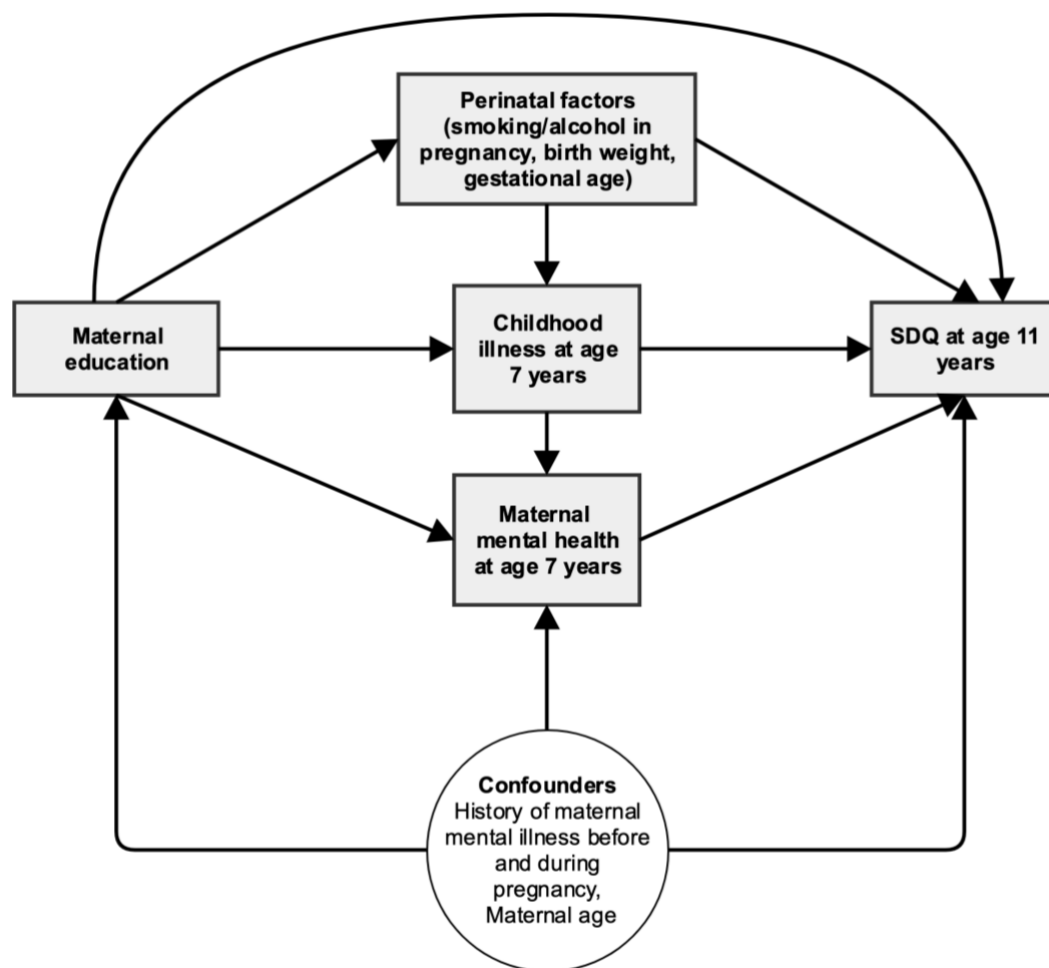 Perinatal factors
(smoking/alcohol in
pregnancy, birth weight,
gestational age)
Maternal
education
Childhood
illness at age
7 years
SDQ at age 11
years
Maternal
mental health
at age 7 years
Confounders
History of maternal
mental illness before
and during
pregnancy,
Maternal age